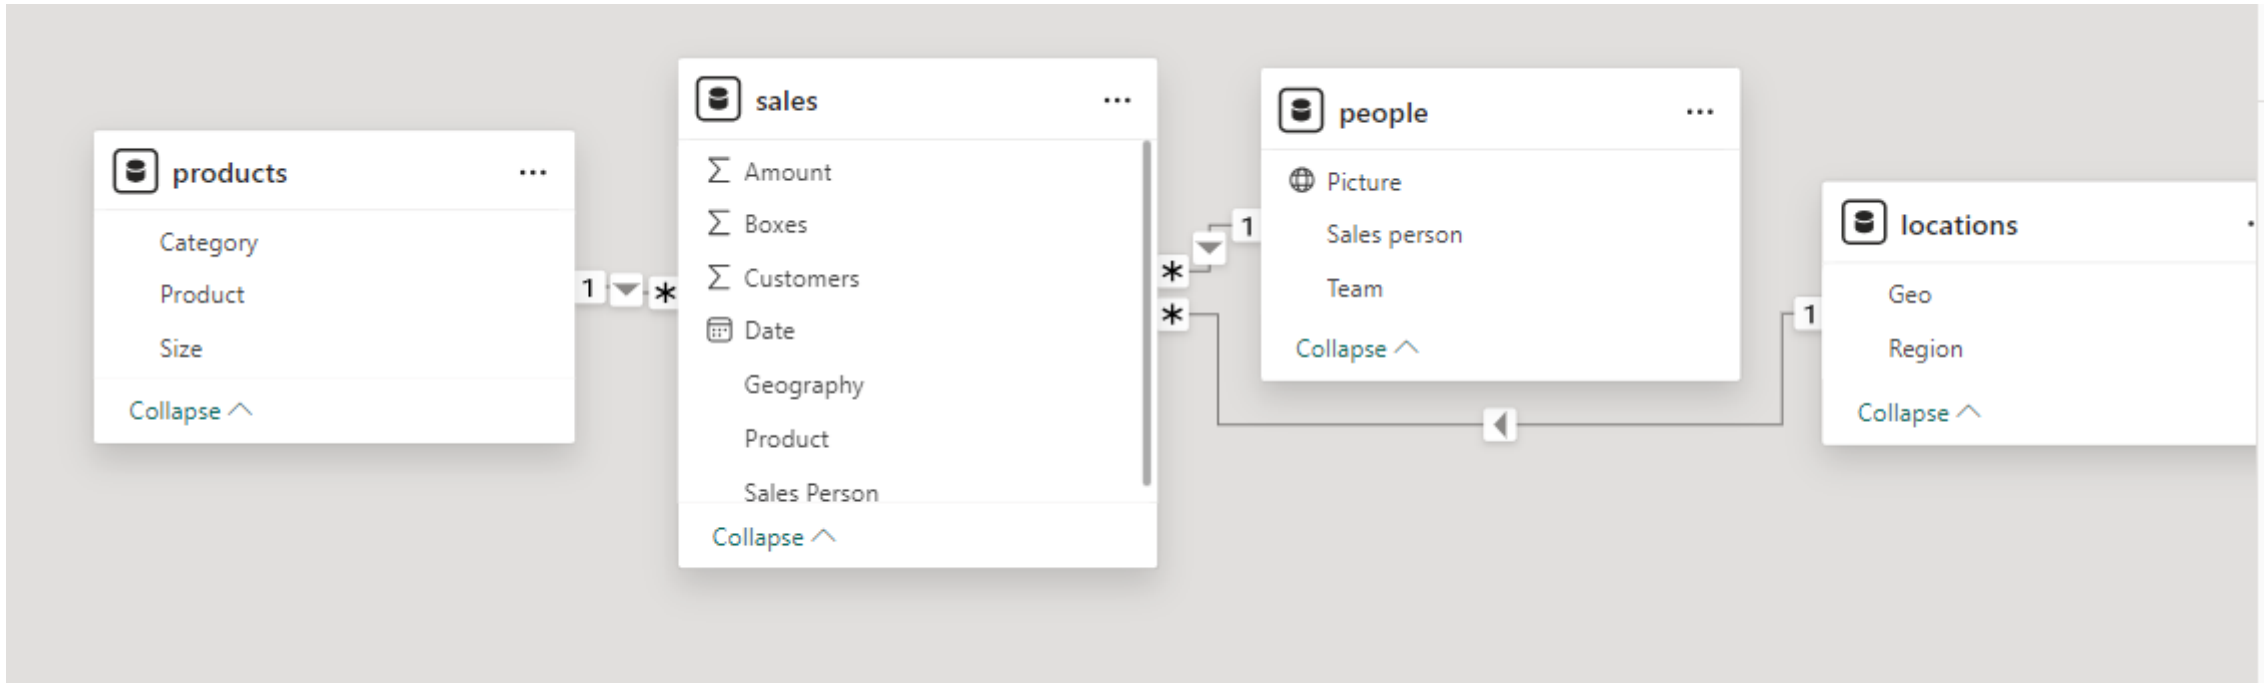 products
Category
Product
Size
Collapse
1
*
sales
Amount
Boxes
Customers
Date
Geography
Product
Sales Person
Collapse
*
*
1
people
Picture
Sales person
Team
Collapse
1
locations
Geo
Region
Collapse